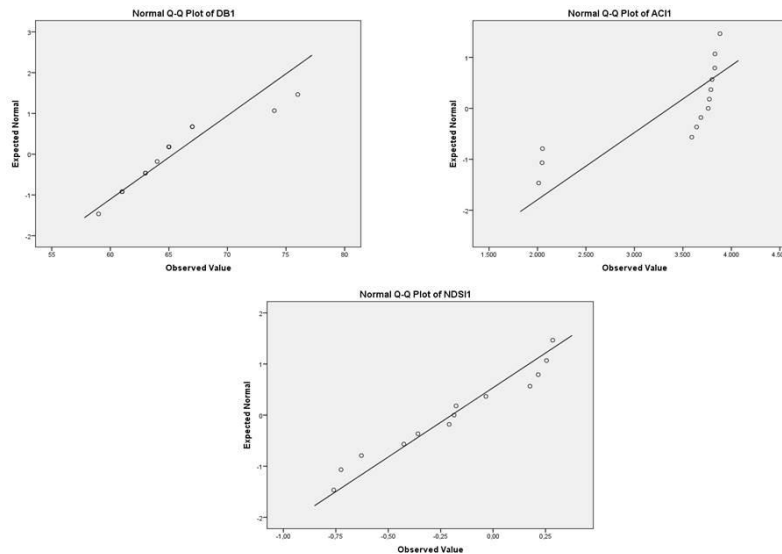 Normal Q-Q Plot of DB1
Expected Normal
3
2
1
0
-1
-2
55 60 65 70 75 80
Observed Value
Normal Q-Q Plot of ACI1
Expected Normal
1
0
-1
-2
1.500 2.000 2.500 3.000 3.500 4.000 4.50
Observed Value
Normal Q-Q Plot of NDSI1
Expected Normal
2
1
0
-1
-2
-1,00 -0,75 -0,50 -0,25 0,00 0,25
Observed Value